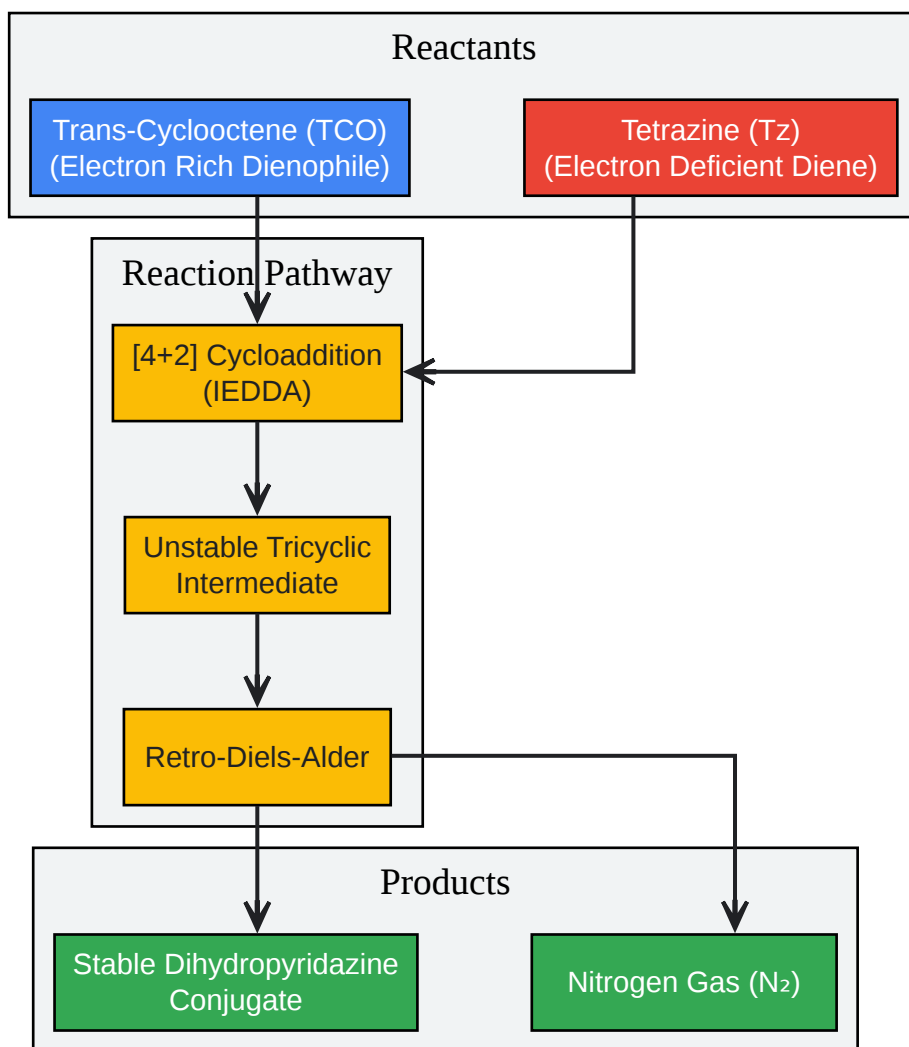 Reactants
Trans-Cyclooctene (TCO)
(Electron Rich Dienophile)
Tetrazine (Tz)
(Electron Deficient Diene)
Reaction Pathway
[4+2] Cycloaddition
(IEDDA)
Unstable Tricyclic
Intermediate
Retro-Diels-Alder
Products
Stable Dihydropyridazine
Conjugate
Nitrogen Gas (N₂)